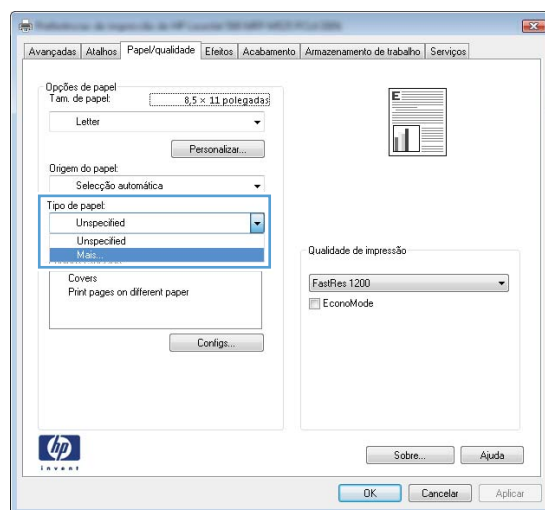 Avançadas Atalhos Papel/qualidade Efeitos Acabamento Armazenamento de trabalho Serviços
Opções de papel
Tam. de papel: 8,5 × 11 polegadas
Letter
Personalizar...
Origem do papel:
Selecção automática
Tipo de papel:
Unspecified
Unspecified
Mais...
Covers
Print pages on different paper
Configs...
E
Qualidade de impressão
FastRes 1200
EconoMode
hp
invent
Sobre... Ajuda
OK Cancelar Aplicar